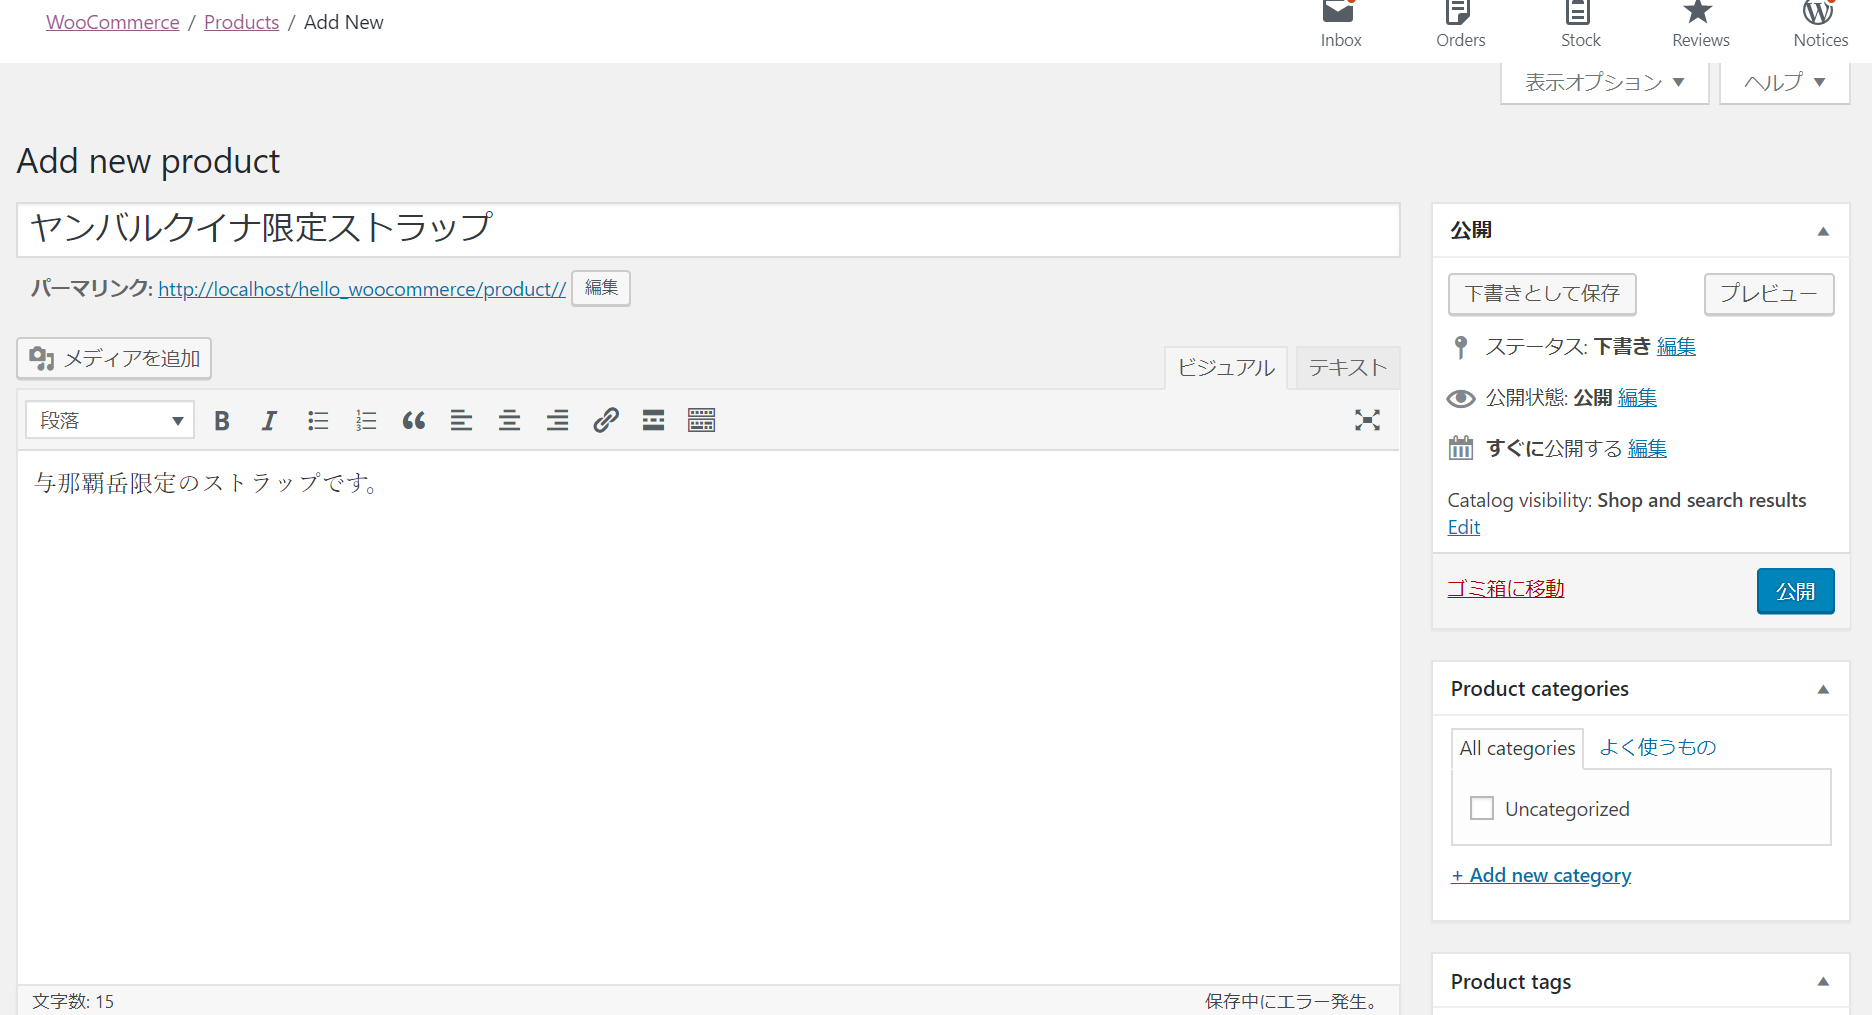 WooCommerce / Products / Add New
Inbox
Orders
Stock
Reviews
Notices
表示オプション
ヘルプ
Add new product
ヤンバルクイナ限定ストラップ
パーマリンク: http://localhost/hello_woocommerce/product// 編集
メディアを追加
ビジュアル
テキスト
段落
与那覇岳限定のストラップです。
文字数: 15
保存中にエラー発生。
公開
下書きとして保存
プレビュー
ステータス: 下書き 編集
公開状態: 公開 編集
すぐに公開する 編集
Catalog visibility: Shop and search results
Edit
ゴミ箱に移動
公開
Product categories
All categories
よく使うもの
Uncategorized
+ Add new category
Product tags